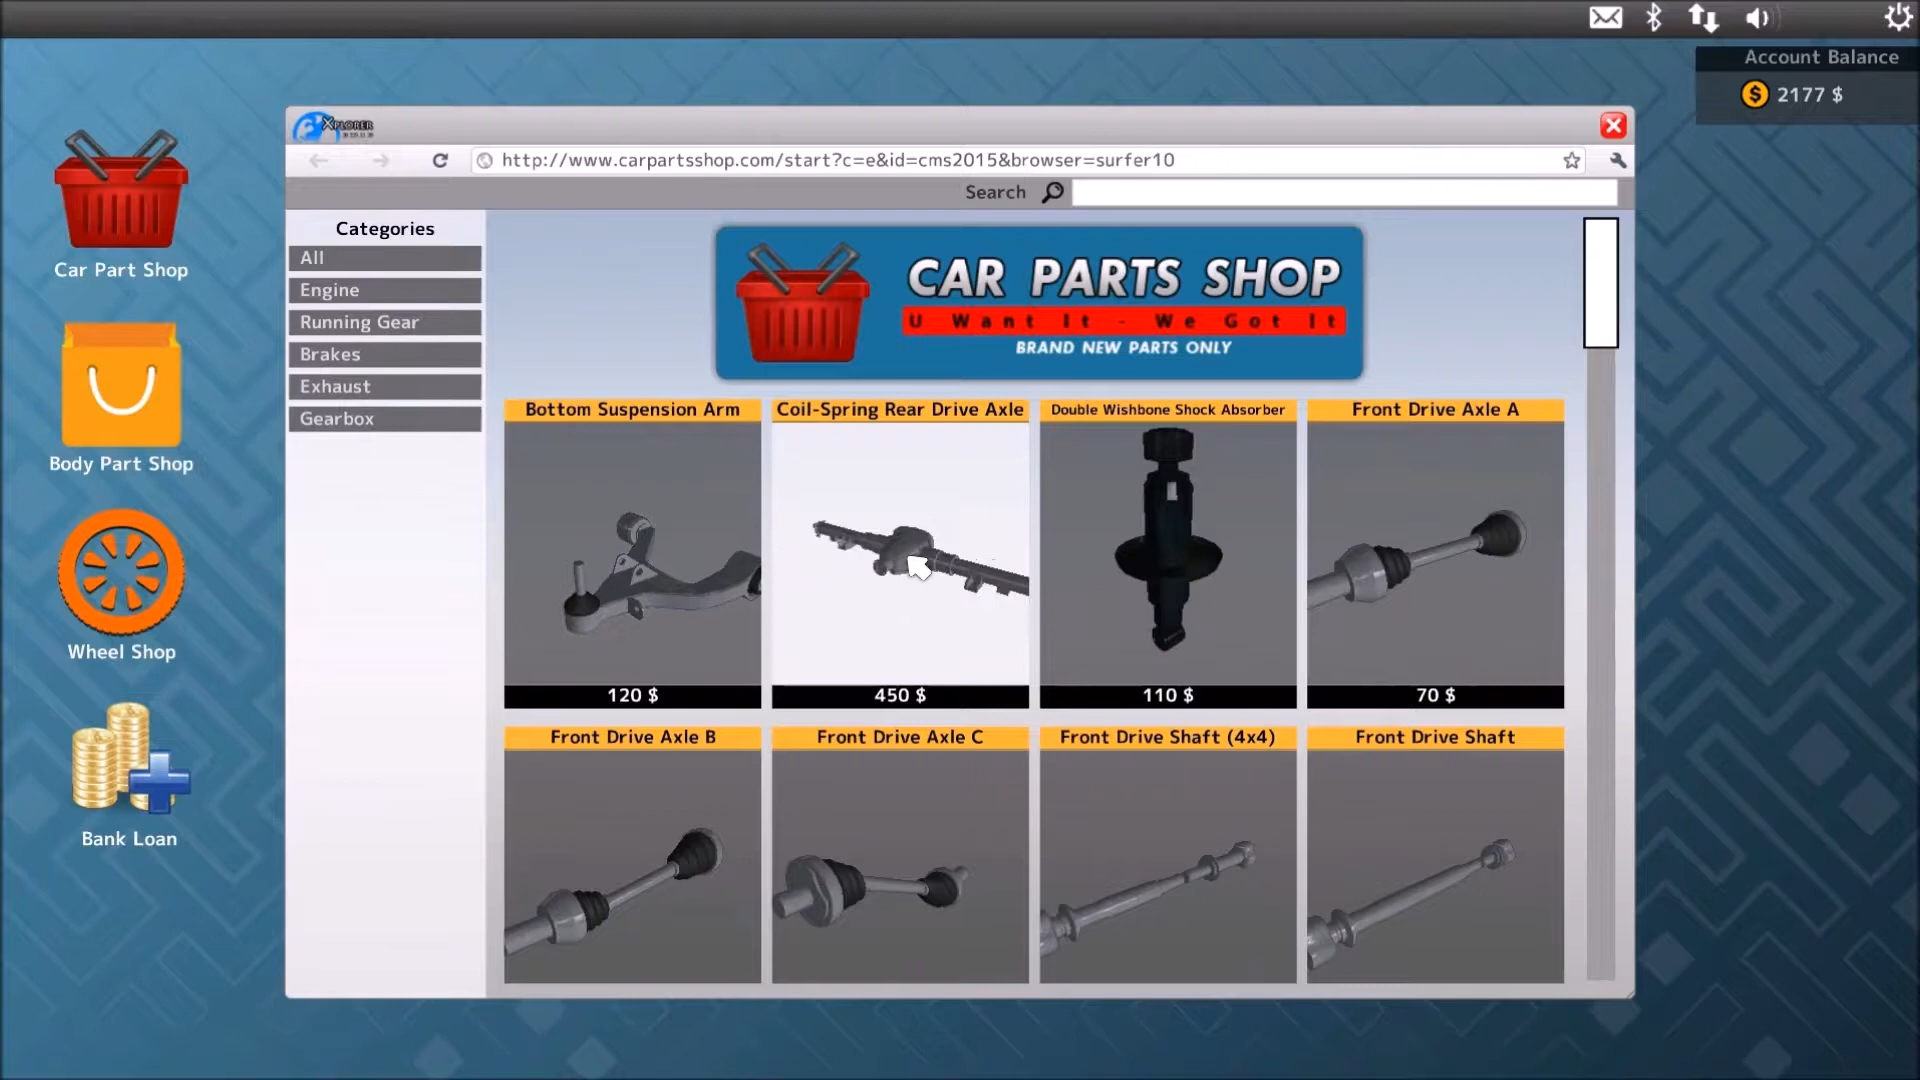 Account Balance
2177 $
XPLORER
http://www.carpartsshop.com/start?c=e&id=cms2015&browser=surfer10
Search
Car Part Shop
Body Part Shop
Wheel Shop
Bank Loan
Categories
All
Engine
Running Gear
Brakes
Exhaust
Gearbox
CAR PARTS SHOP
U Want It - We Got It
BRAND NEW PARTS ONLY
Bottom Suspension Arm
120 $
Coil-Spring Rear Drive Axle
450 $
Double Wishbone Shock Absorber
110 $
Front Drive Axle A
70 $
Front Drive Axle B
Front Drive Axle C
Front Drive Shaft (4x4)
Front Drive Shaft